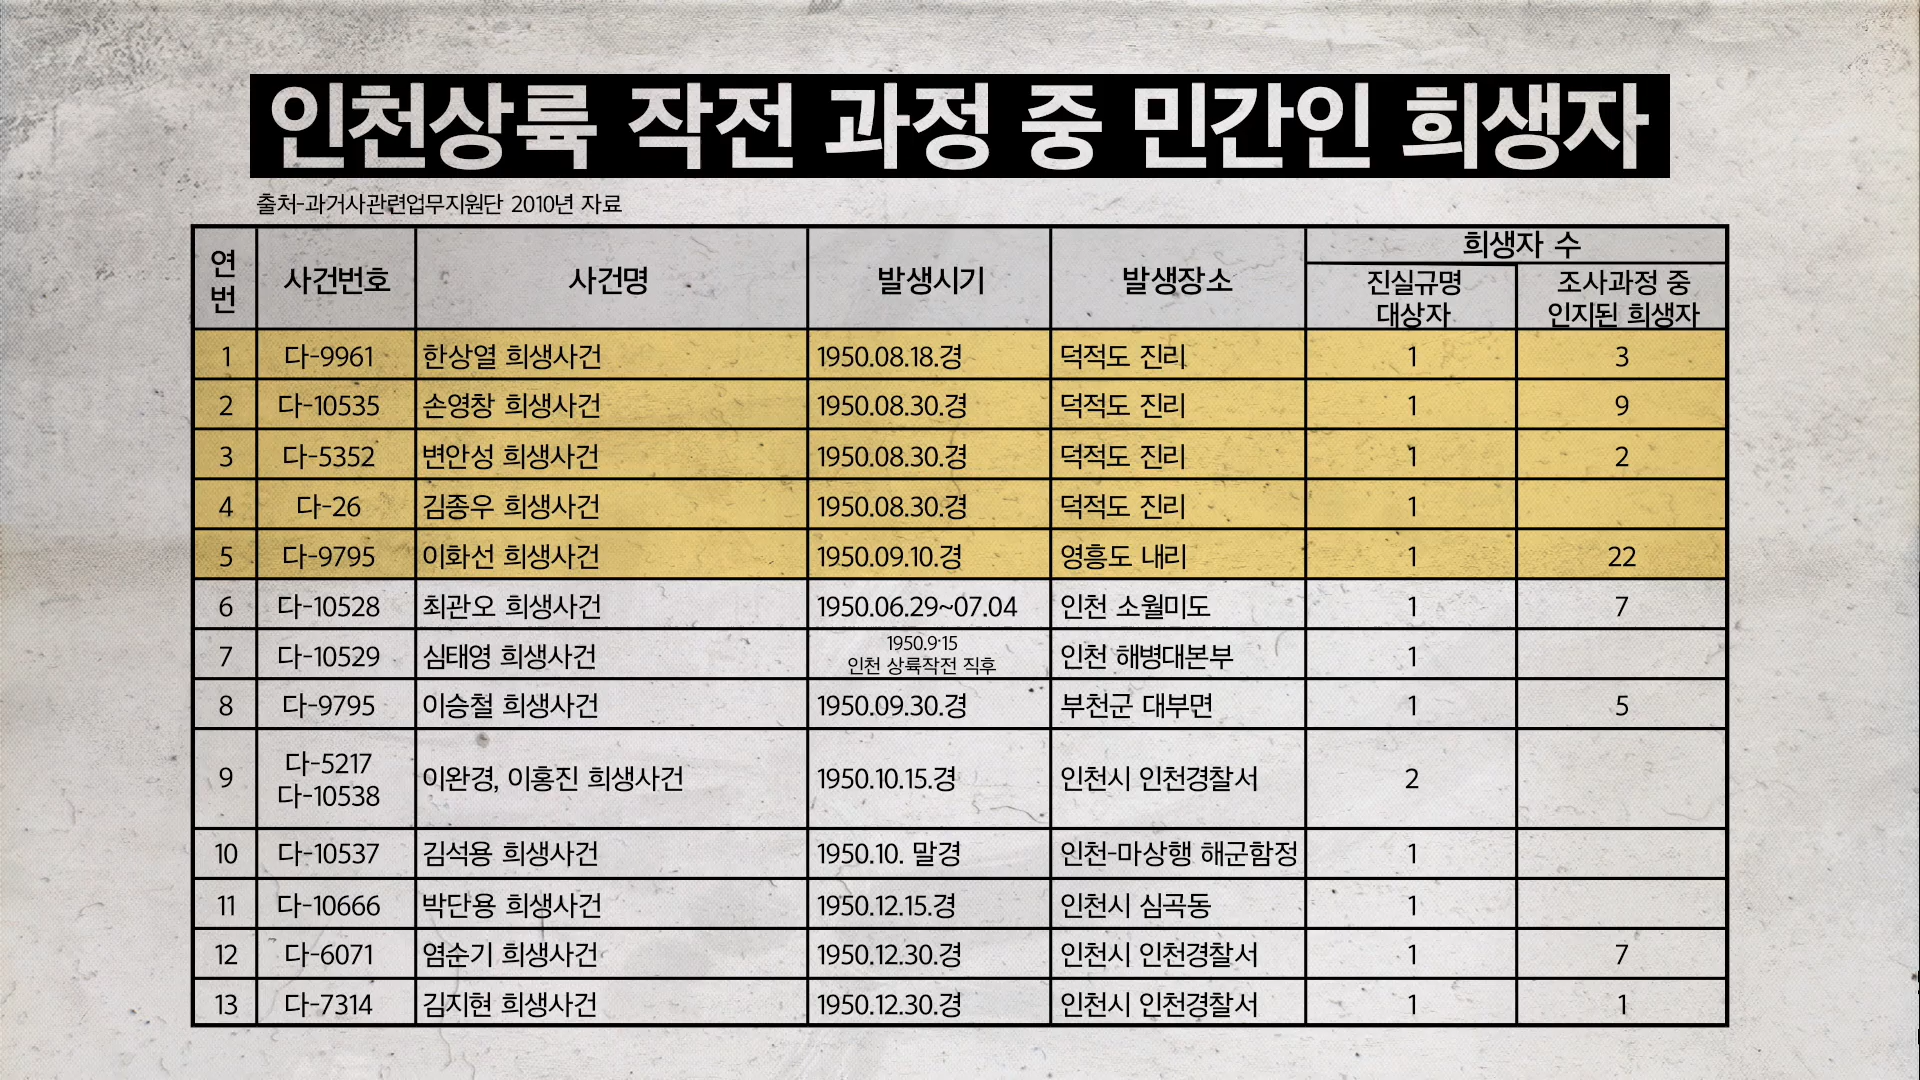 인천상륙 작전 과정 중 민간인 희생자
출처-과거사관련업무지원단 2010년 자료
연번 사건번호 사건명 발생시기 발생장소 희생자 수
진실규명 대상자 조사과정 중 인지된 희생자
1 다-9961 한상열 희생사건 1950.08.18.경 덕적도 진리 1 3
2 다-10535 손영창 희생사건 1950.08.30.경 덕적도 진리 1 9
3 다-5352 변안성 희생사건 1950.08.30.경 덕적도 진리 1 2
4 다-26 김종우 희생사건 1950.08.30.경 덕적도 진리 1
5 다-9795 이화선 희생사건 1950.09.10.경 영흥도 내리 1 22
6 다-10528 최관오 희생사건 1950.06.29~07.04 인천 소월미도 1 7
7 다-10529 심태영 희생사건 1950.9·15 인천 상륙작전 직후 인천 해병대본부 1
8 다-9795 이승철 희생사건 1950.09.30.경 부천군 대부면 1 5
9 다-5217 다-10538 이완경, 이홍진 희생사건 1950.10.15.경 인천시 인천경찰서 2
10 다-10537 김석용 희생사건 1950.10. 말경 인천-마상행 해군함정 1
11 다-10666 박단용 희생사건 1950.12.15.경 인천시 심곡동 1
12 다-6071 염순기 희생사건 1950.12.30.경 인천시 인천경찰서 1 7
13 다-7314 김지현 희생사건 1950.12.30.경 인천시 인천경찰서 1 1